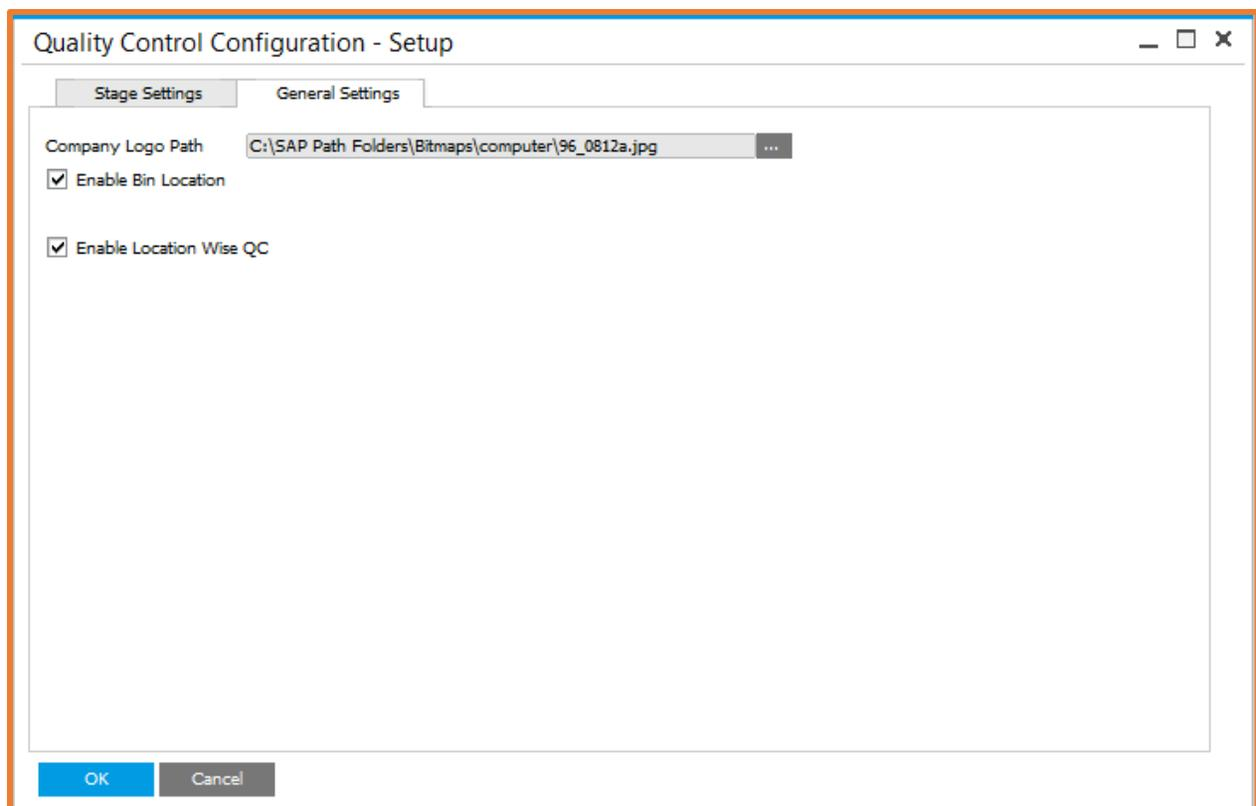 Quality Control Configuration - Setup
Stage Settings General Settings
Company Logo Path C:\SAP Path Folders\Bitmaps\computer\96_0812a.jpg ...
Enable Bin Location
Enable Location Wise QC
OK Cancel